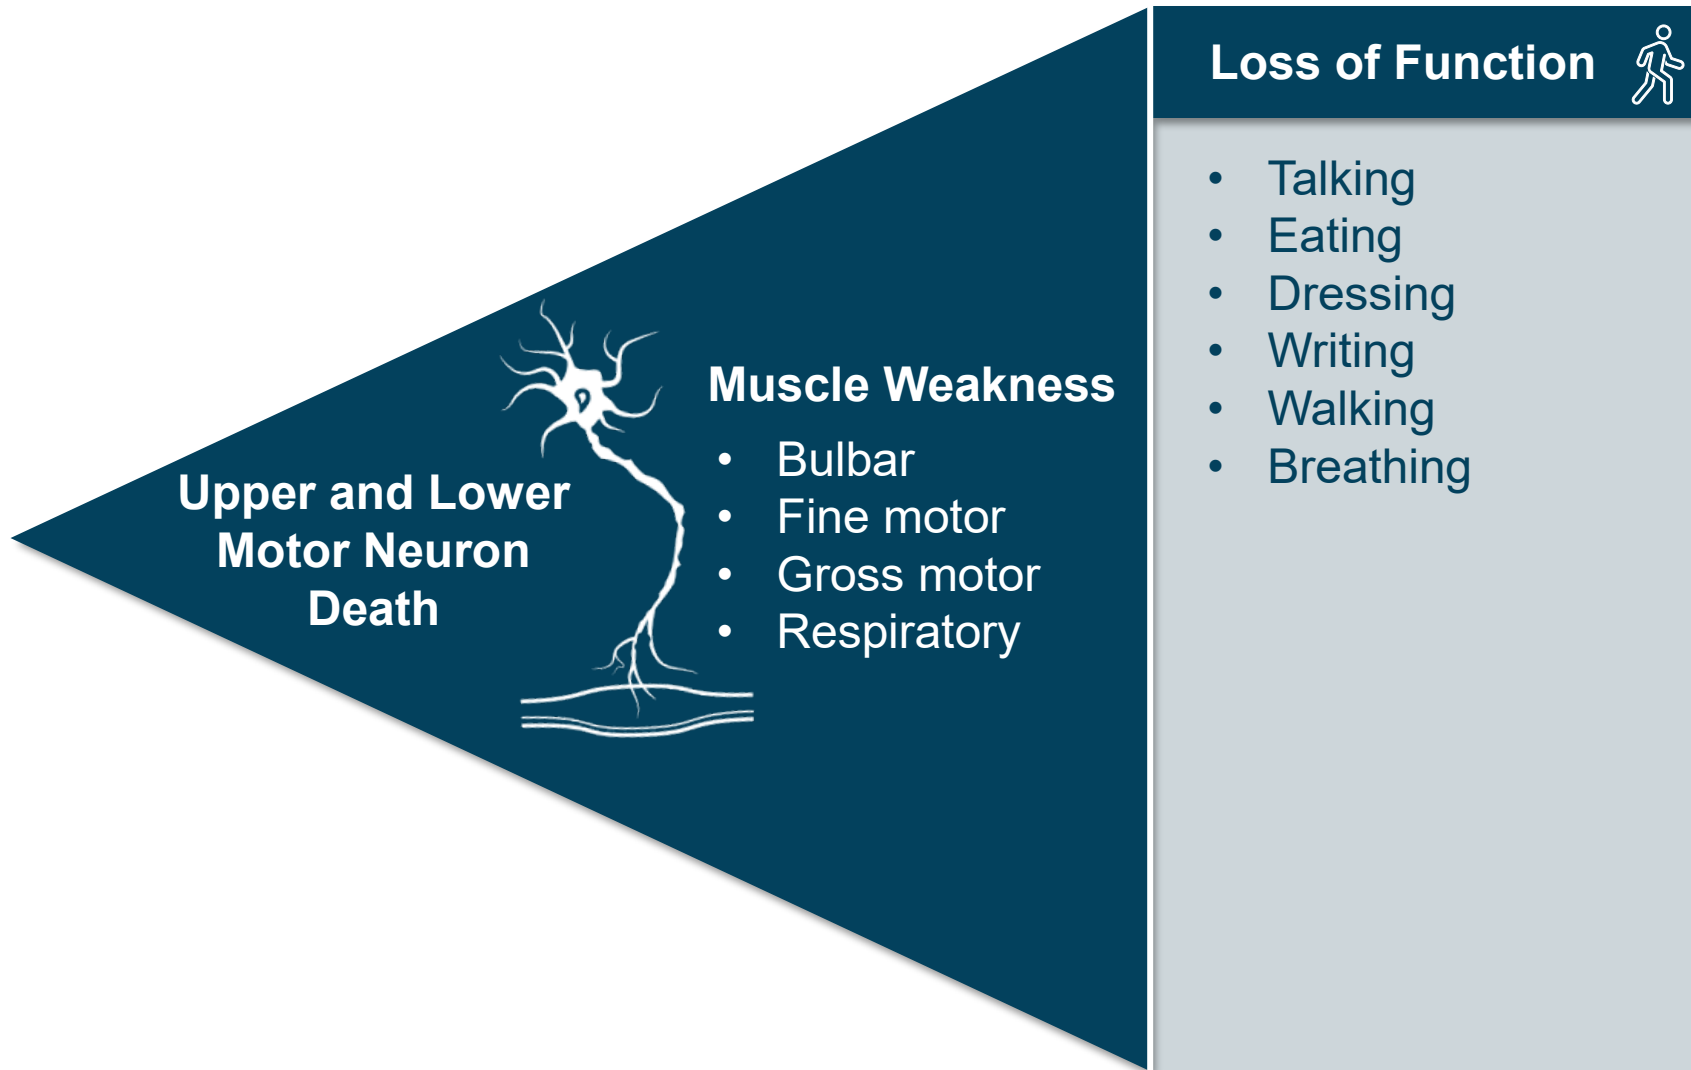 Upper and Lower
Motor Neuron
Death
Muscle Weakness
• Bulbar
• Fine motor
• Gross motor
• Respiratory
Loss of Function
• Talking
• Eating
• Dressing
• Writing
• Walking
• Breathing